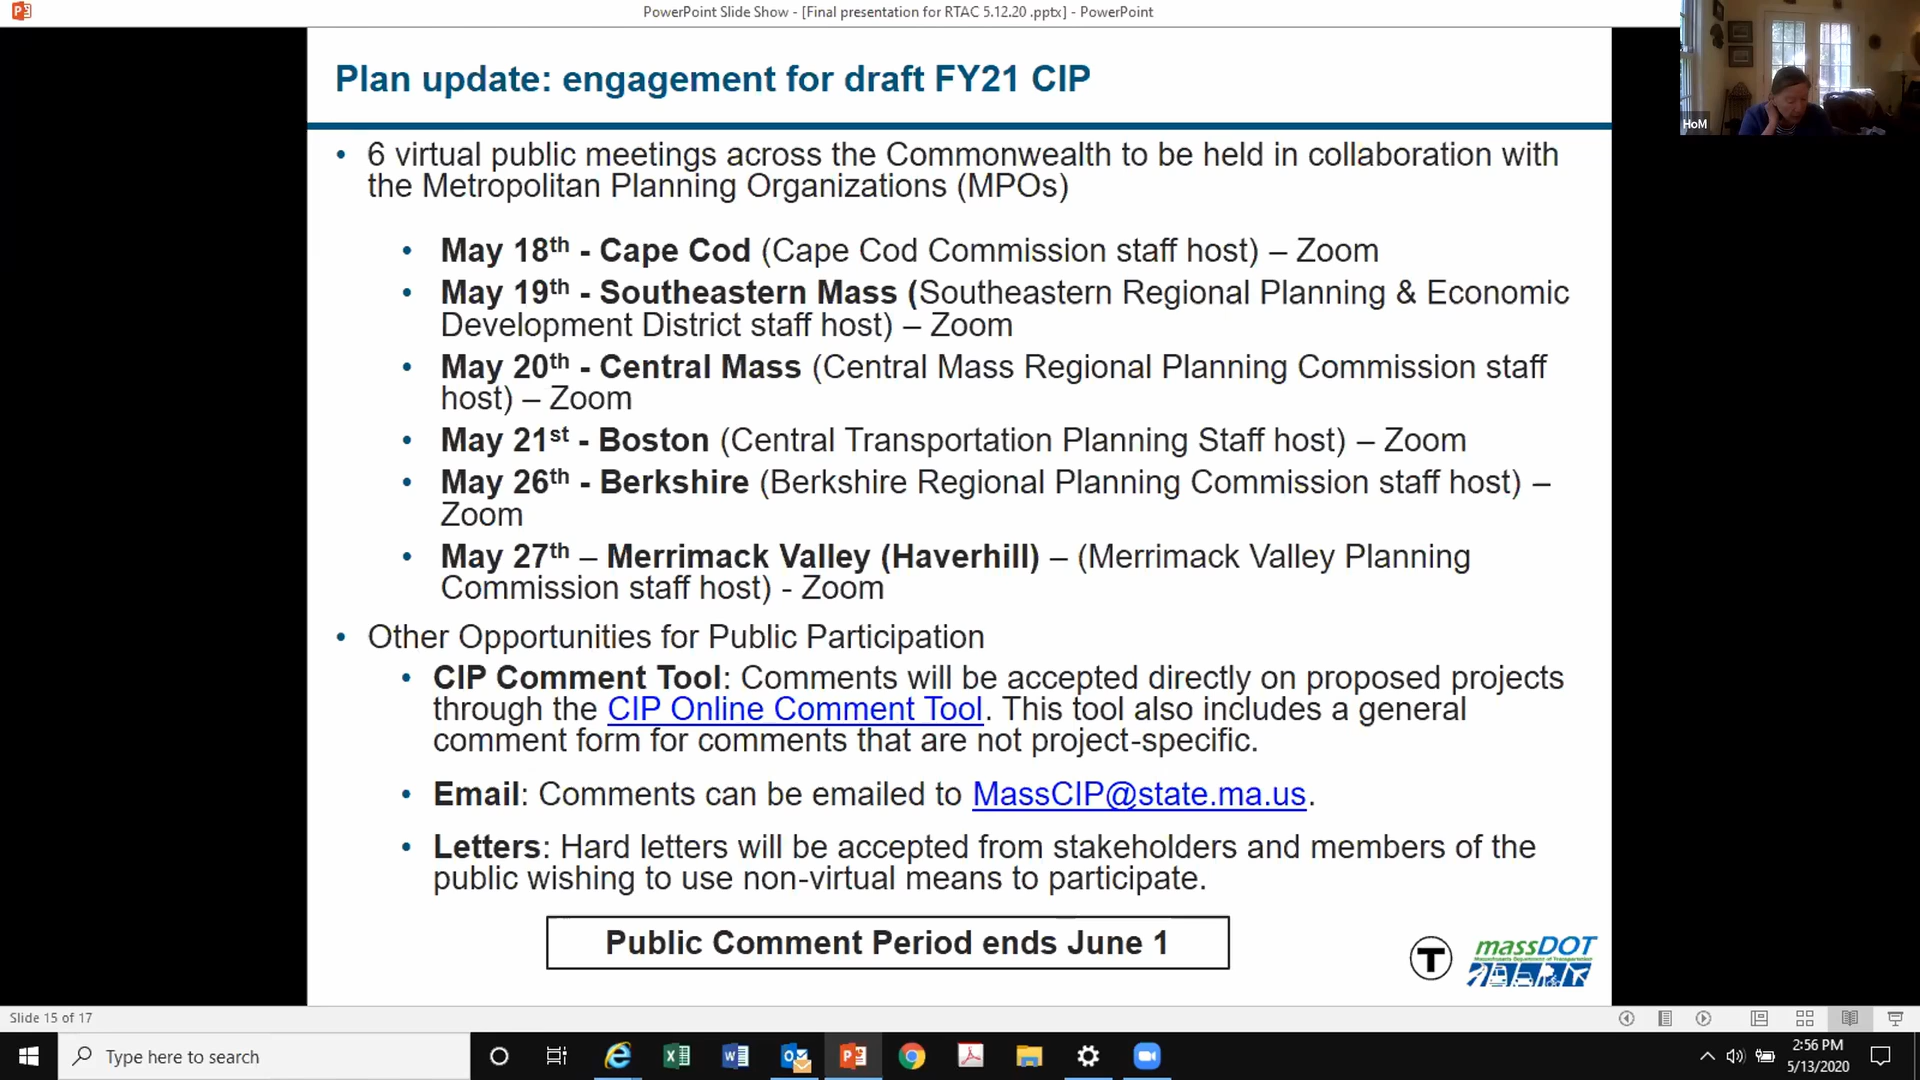 PowerPoint Slide Show - [Final presentation for RTAC 5.12.20 .pptx] - PowerPoint
Plan update: engagement for draft FY21 CIP
HoM
• 6 virtual public meetings across the Commonwealth to be held in collaboration with
the Metropolitan Planning Organizations (MPOs)
• May 18th - Cape Cod (Cape Cod Commission staff host) – Zoom
• May 19th - Southeastern Mass (Southeastern Regional Planning & Economic
Development District staff host) – Zoom
• May 20th - Central Mass (Central Mass Regional Planning Commission staff
host) – Zoom
• May 21st - Boston (Central Transportation Planning Staff host) – Zoom
• May 26th - Berkshire (Berkshire Regional Planning Commission staff host) –
Zoom
• May 27th – Merrimack Valley (Haverhill) – (Merrimack Valley Planning
Commission staff host) - Zoom
• Other Opportunities for Public Participation
• CIP Comment Tool: Comments will be accepted directly on proposed projects
through the CIP Online Comment Tool. This tool also includes a general
comment form for comments that are not project-specific.
• Email: Comments can be emailed to MassCIP@state.ma.us.
• Letters: Hard letters will be accepted from stakeholders and members of the
public wishing to use non-virtual means to participate.
Public Comment Period ends June 1
T
massDOT
Massachusetts Department of Transportation
Slide 15 of 17
Type here to search
2:56 PM
5/13/2020